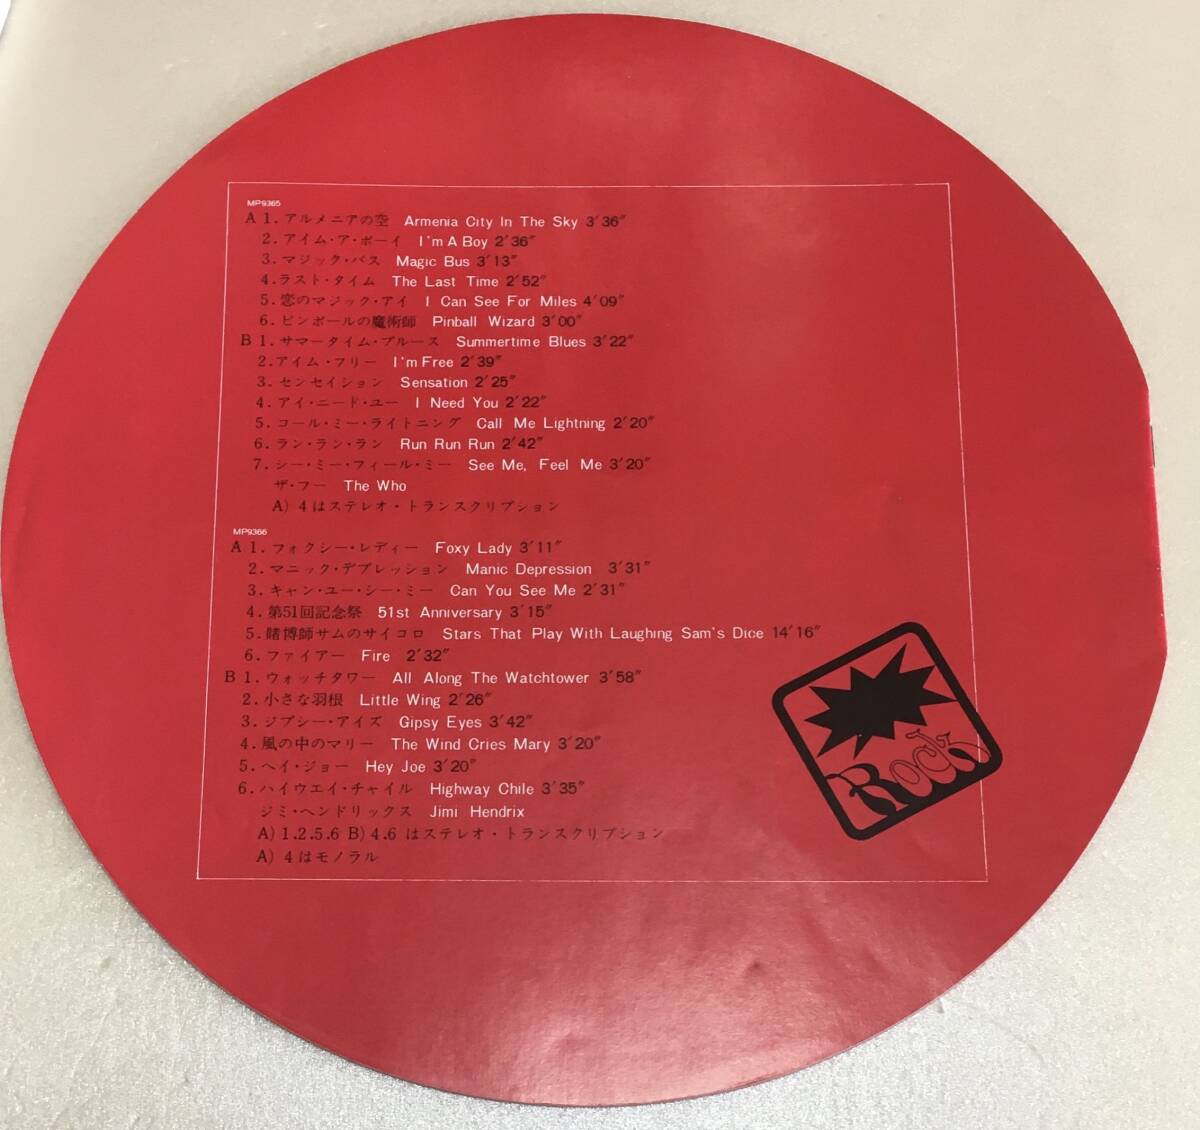 MP9365
A 1. アルメニアの空 Armenia City In The Sky 3′36″
2. アイム・ア・ボーイ I'm A Boy 2′36″
3. マジック・バス Magic Bus 3′13″
4. ラスト・タイム The Last Time 2′52″
5. 恋のマジック・アイ I Can See For Miles 4′09″
6. ピンボールの魔術師 Pinball Wizard 3′00″
B 1. サマータイム・ブルース Summertime Blues 3′22″
2. アイム・フリー I'm Free 2′39″
3. センセイション Sensation 2′25″
4. アイ・ニード・ユー I Need You 2′22″
5. コール・ミー・ライトニング Call Me Lightning 2′20″
6. ラン・ラン・ラン Run Run Run 2′42″
7. シー・ミー・フィール・ミー See Me, Feel Me 3′20″
ザ・フー The Who
A) 4はステレオ・トランスクリプション
MP9366
A 1. フォクシー・レディー Foxy Lady 3′11″
2. マニック・デプレッション Manic Depression 3′31″
3. キャン・ユー・シー・ミー Can You See Me 2′31″
4. 第51回記念祭 51st Anniversary 3′15″
5. 賭博師サムのサイコロ Stars That Play With Laughing Sam's Dice 14′16″
6. ファイアー Fire 2′32″
B 1. ウォッチタワー All Along The Watchtower 3′58″
2. 小さな羽根 Little Wing 2′26″
3. ジプシー・アイズ Gipsy Eyes 3′42″
4. 風の中のマリー The Wind Cries Mary 3′20″
5. ヘイ・ジョー Hey Joe 3′20″
6. ハイウエイ・チャイル Highway Chile 3′35″
ジミ・ヘンドリックス Jimi Hendrix
A) 1.2.5.6 B) 4.6 はステレオ・トランスクリプション
A) 4はモノラル
Rock